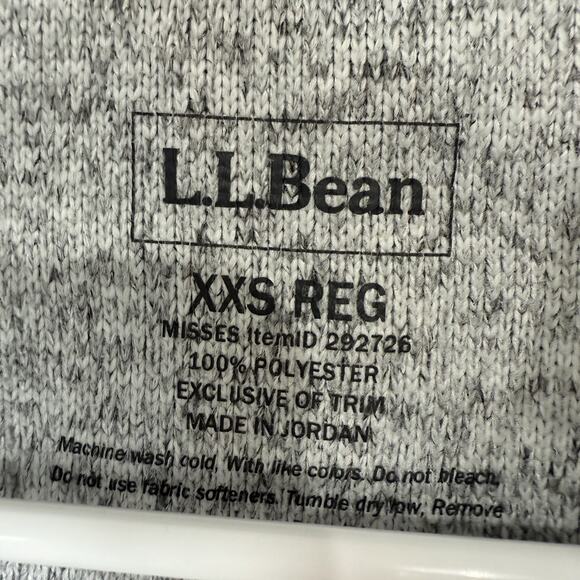 L.L.Bean
XXS REG
MISSES ItemID 292726
100% POLYESTER
EXCLUSIVE OF TRIM
MADE IN JORDAN
Machine wash cold, With like colors. Do not bleach,
Do not use fabric softeners. Tumble dry low, Remove